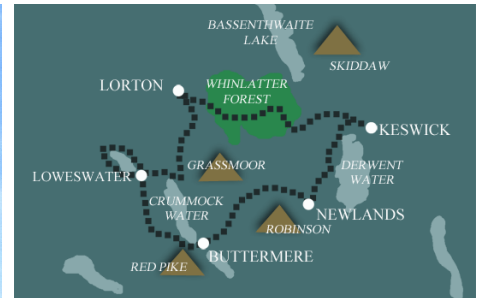 BASSENTHWAITE
LAKE
SKIDDAW
LORTON
WHINLATTER
FOREST
KESWICK
GRASSMOOR
DERWENT
WATER
LOWESWATER
CRUMMOCK
WATER
NEWLANDS
ROBINSON
BUTTERMERE
RED PIKE